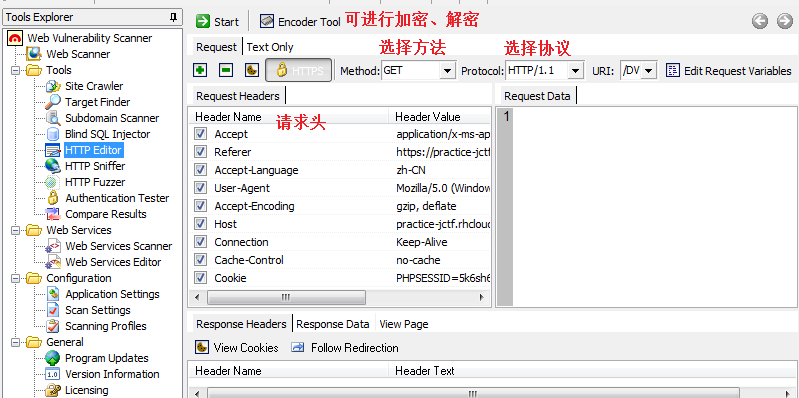 Tools Explorer
Web Vulnerability Scanner
Web Scanner
Tools
Site Crawler
Target Finder
Subdomain Scanner
Blind SQL Injector
HTTP Editor
HTTP Sniffer
HTTP Fuzzer
Authentication Tester
Compare Results
Web Services
Web Services Scanner
Web Services Editor
Configuration
Application Settings
Scan Settings
Scanning Profiles
General
Program Updates
Version Information
Licensing
Start Encoder Tool 可进行加密、解密
Request Text Only 选择方法 选择协议
HTTPS Method: GET Protocol: HTTP/1.1 URI: /DV Edit Request Variables
Request Headers Request Data
Header Name Header Value 1
请求头
Accept application/x-ms-ap
Referer https://practice-jctf
Accept-Language zh-CN
User-Agent Mozilla/5.0 (Window
Accept-Encoding gzip, deflate
Host practice-jctf.rhcloud
Connection Keep-Alive
Cache-Control no-cache
Cookie PHPSESSID=5k6sh6
Response Headers Response Data View Page
View Cookies Follow Redirection
Header Name Header Text